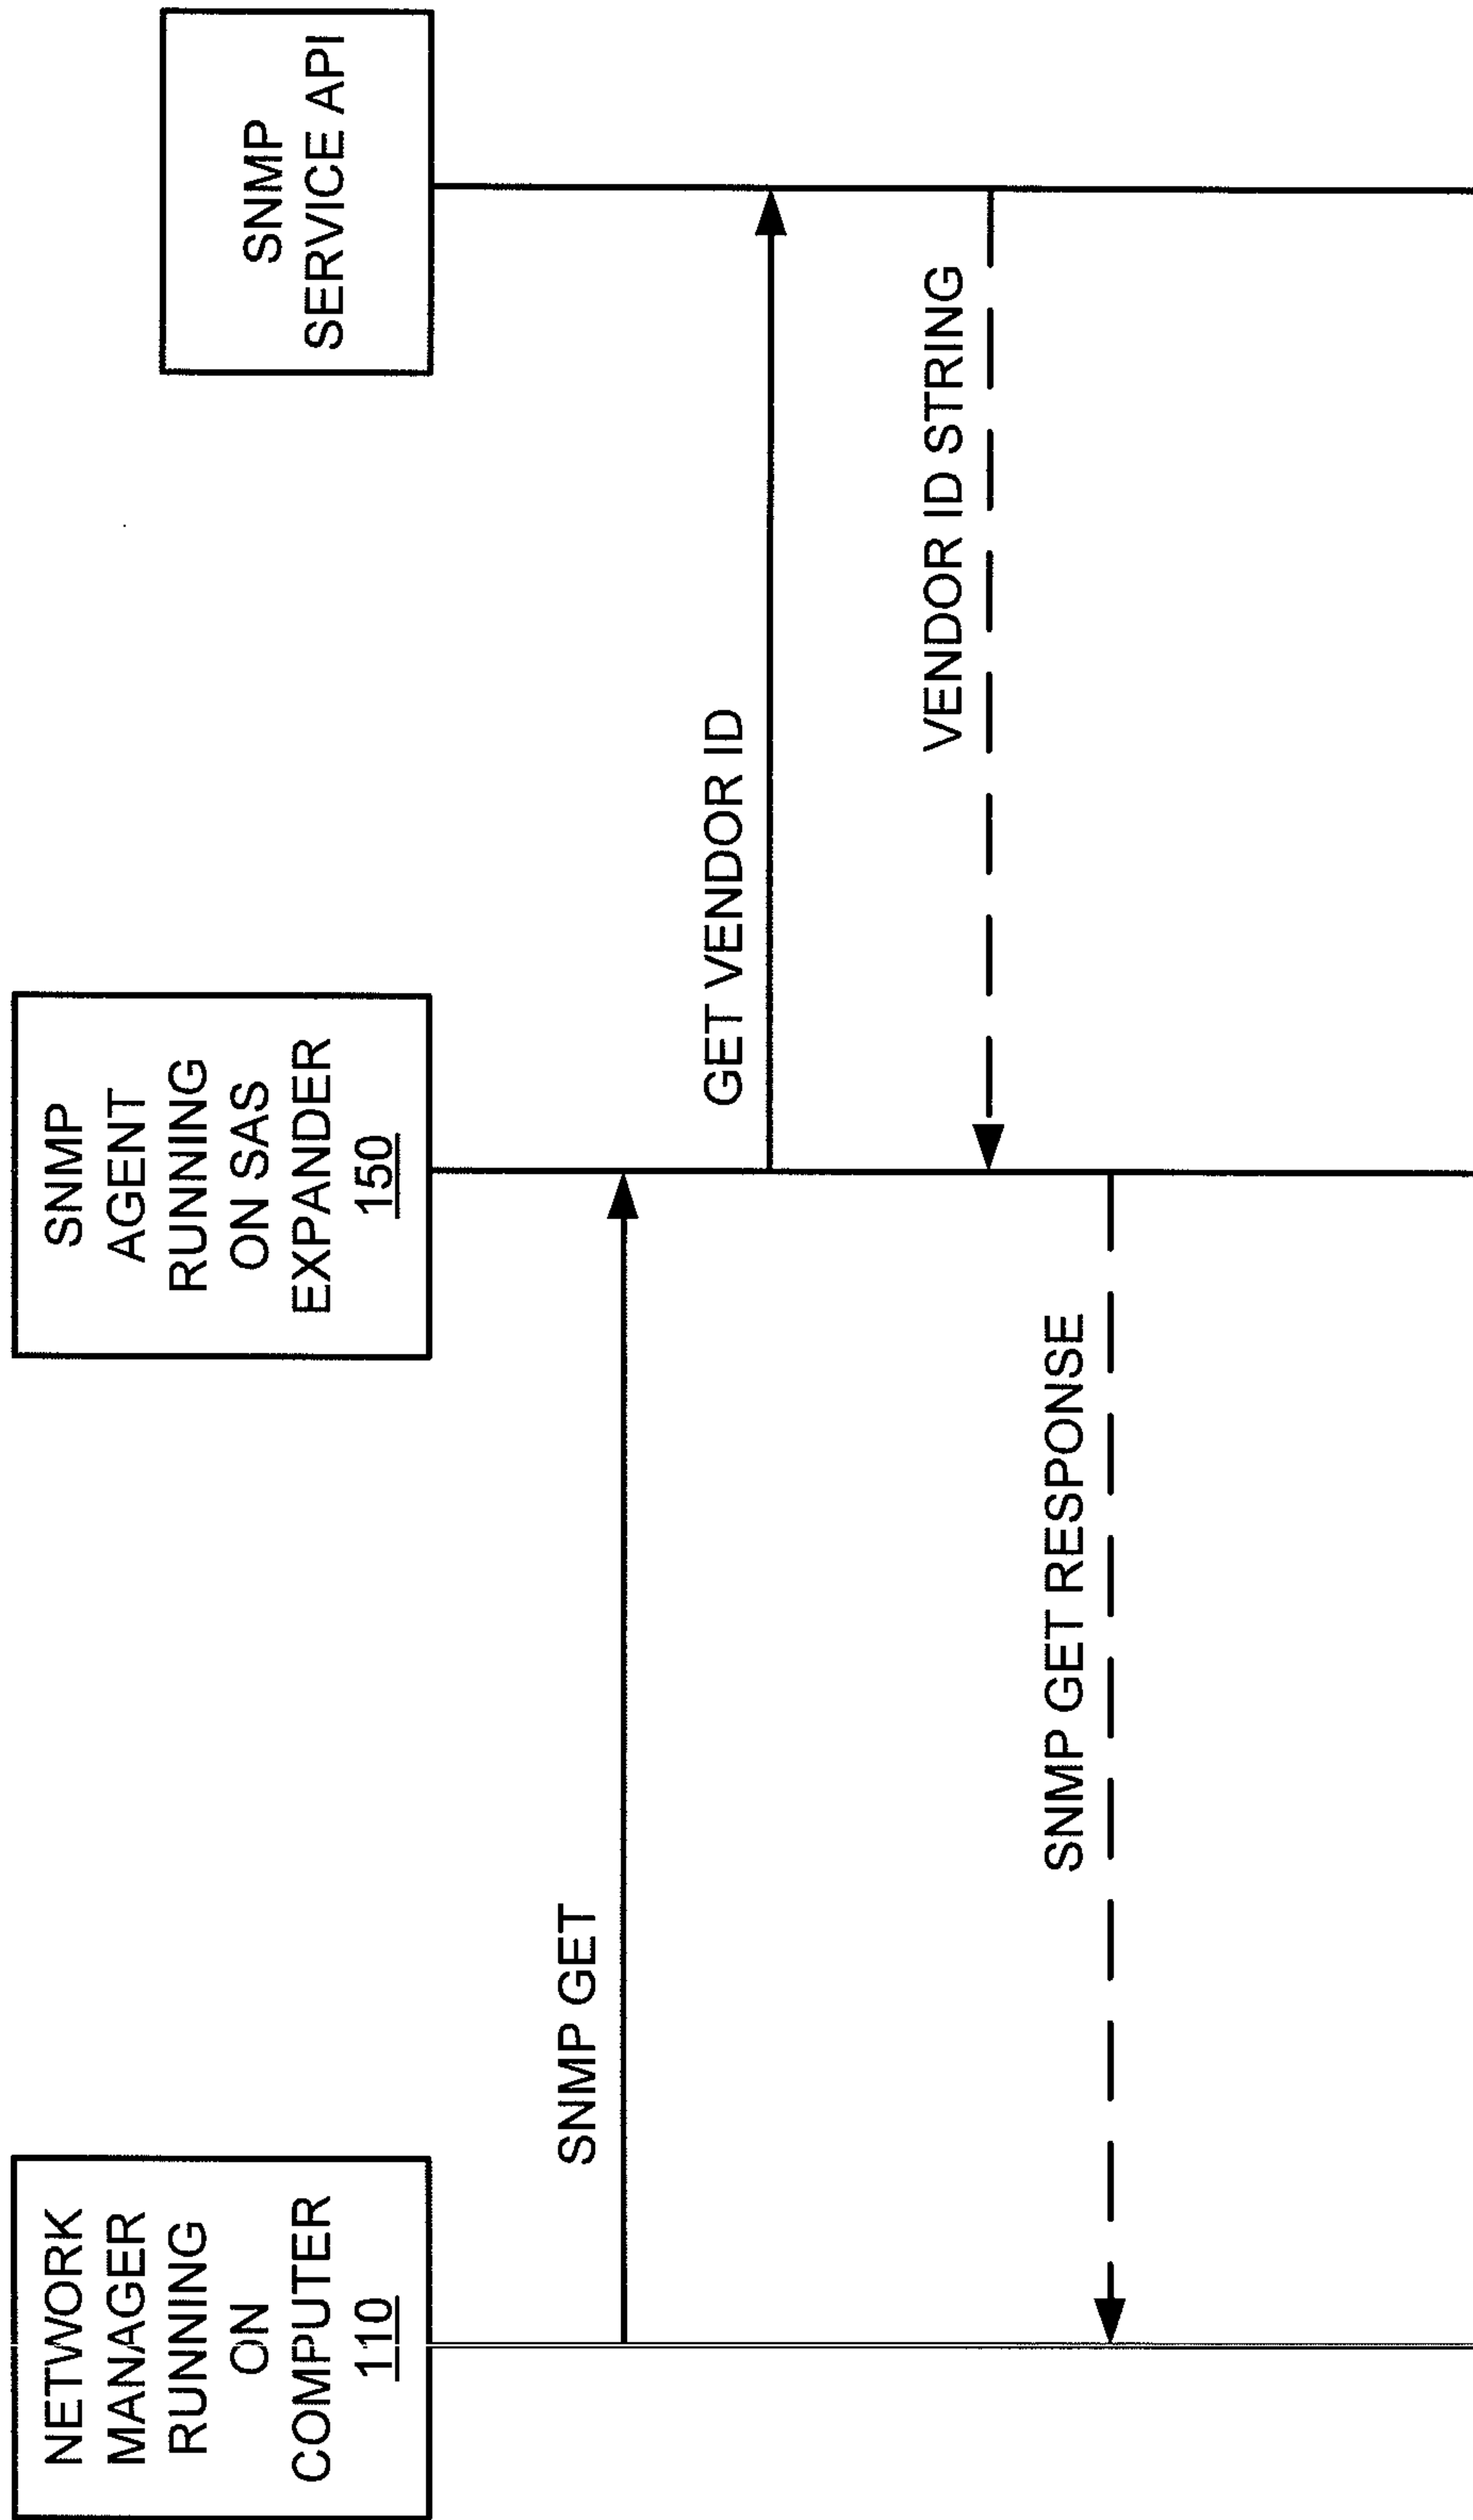 NETWORK
MANAGER
RUNNING
ON
COMPUTER
110
SNMP
AGENT
RUNNING
ON SAS
EXPANDER
150
SNMP
SERVICE API
SNMP GET
GET VENDOR ID
VENDOR ID STRING
SNMP GET RESPONSE